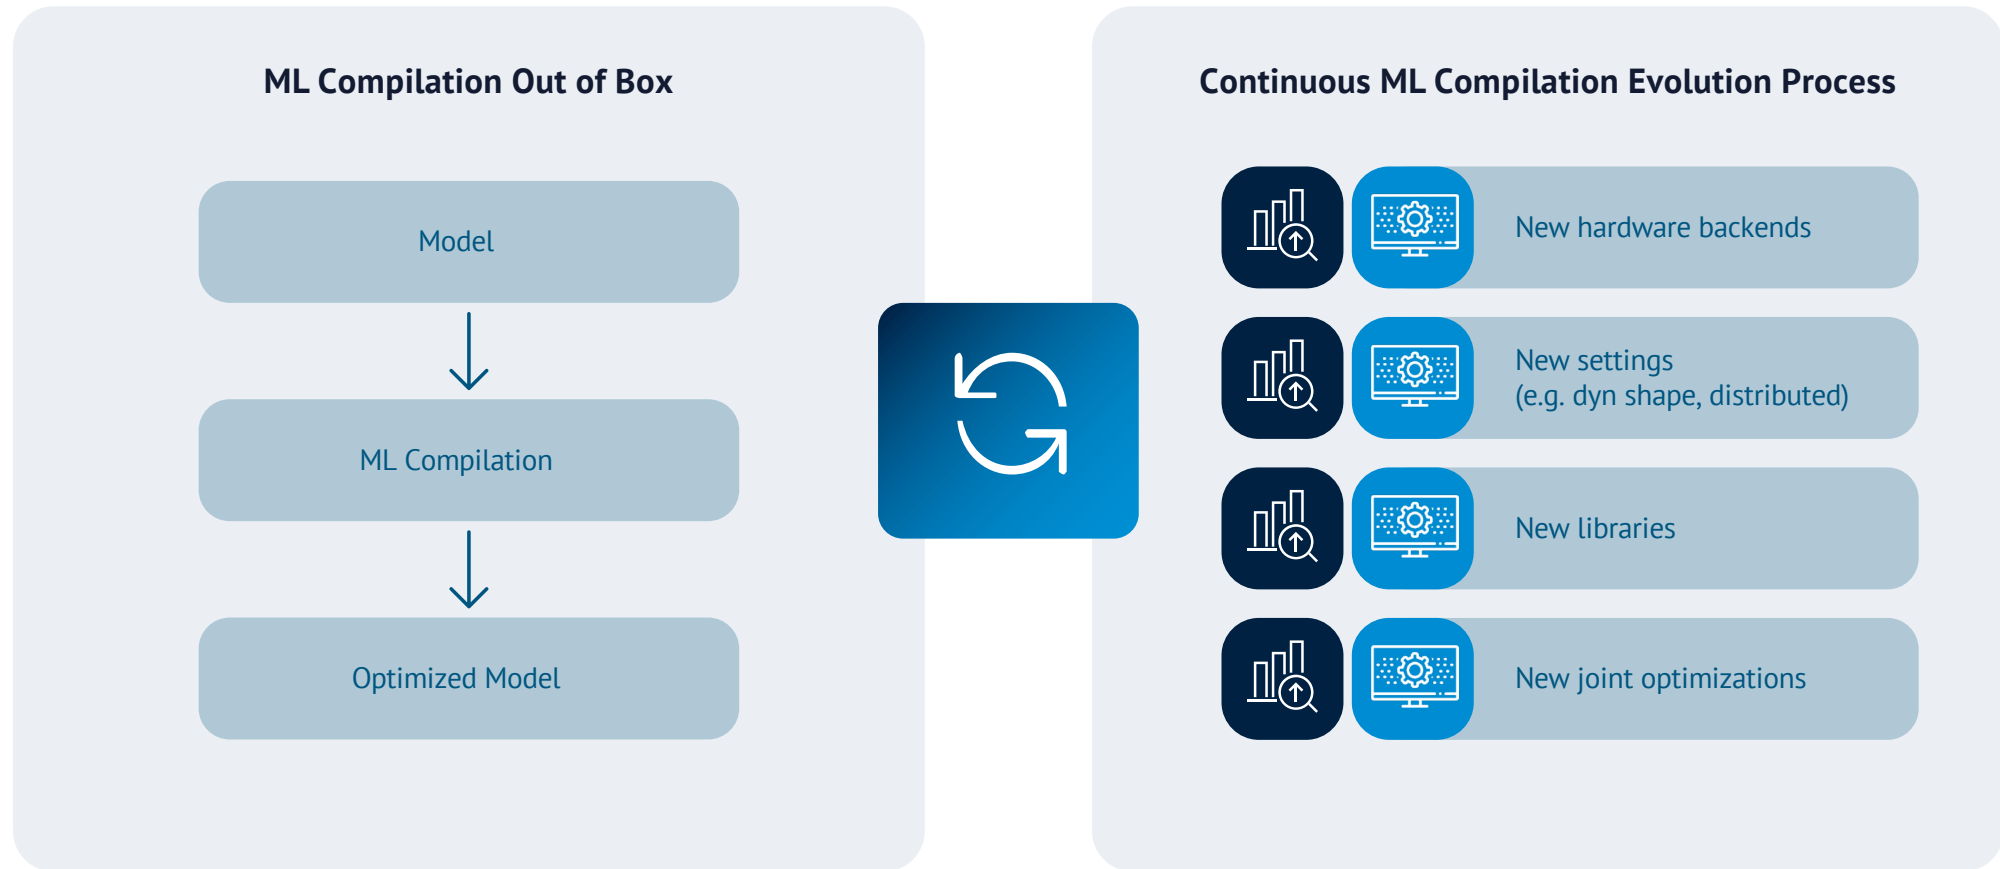 ML Compilation Out of Box
Model
ML Compilation
Optimized Model
Continuous ML Compilation Evolution Process
New hardware backends
New settings
(e.g. dyn shape, distributed)
New libraries
New joint optimizations